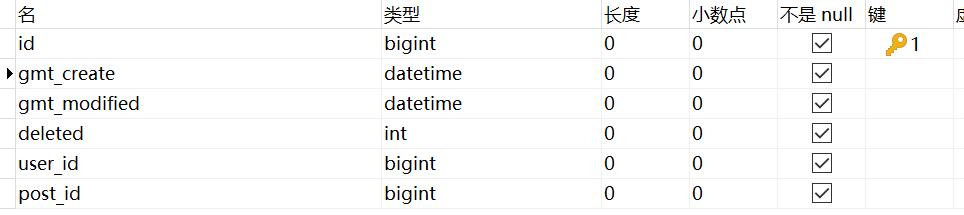 名 类型 长度 小数点 不是 null 键
id bigint 0 0 1
gmt_create datetime 0 0
gmt_modified datetime 0 0
deleted int 0 0
user_id bigint 0 0
post_id bigint 0 0